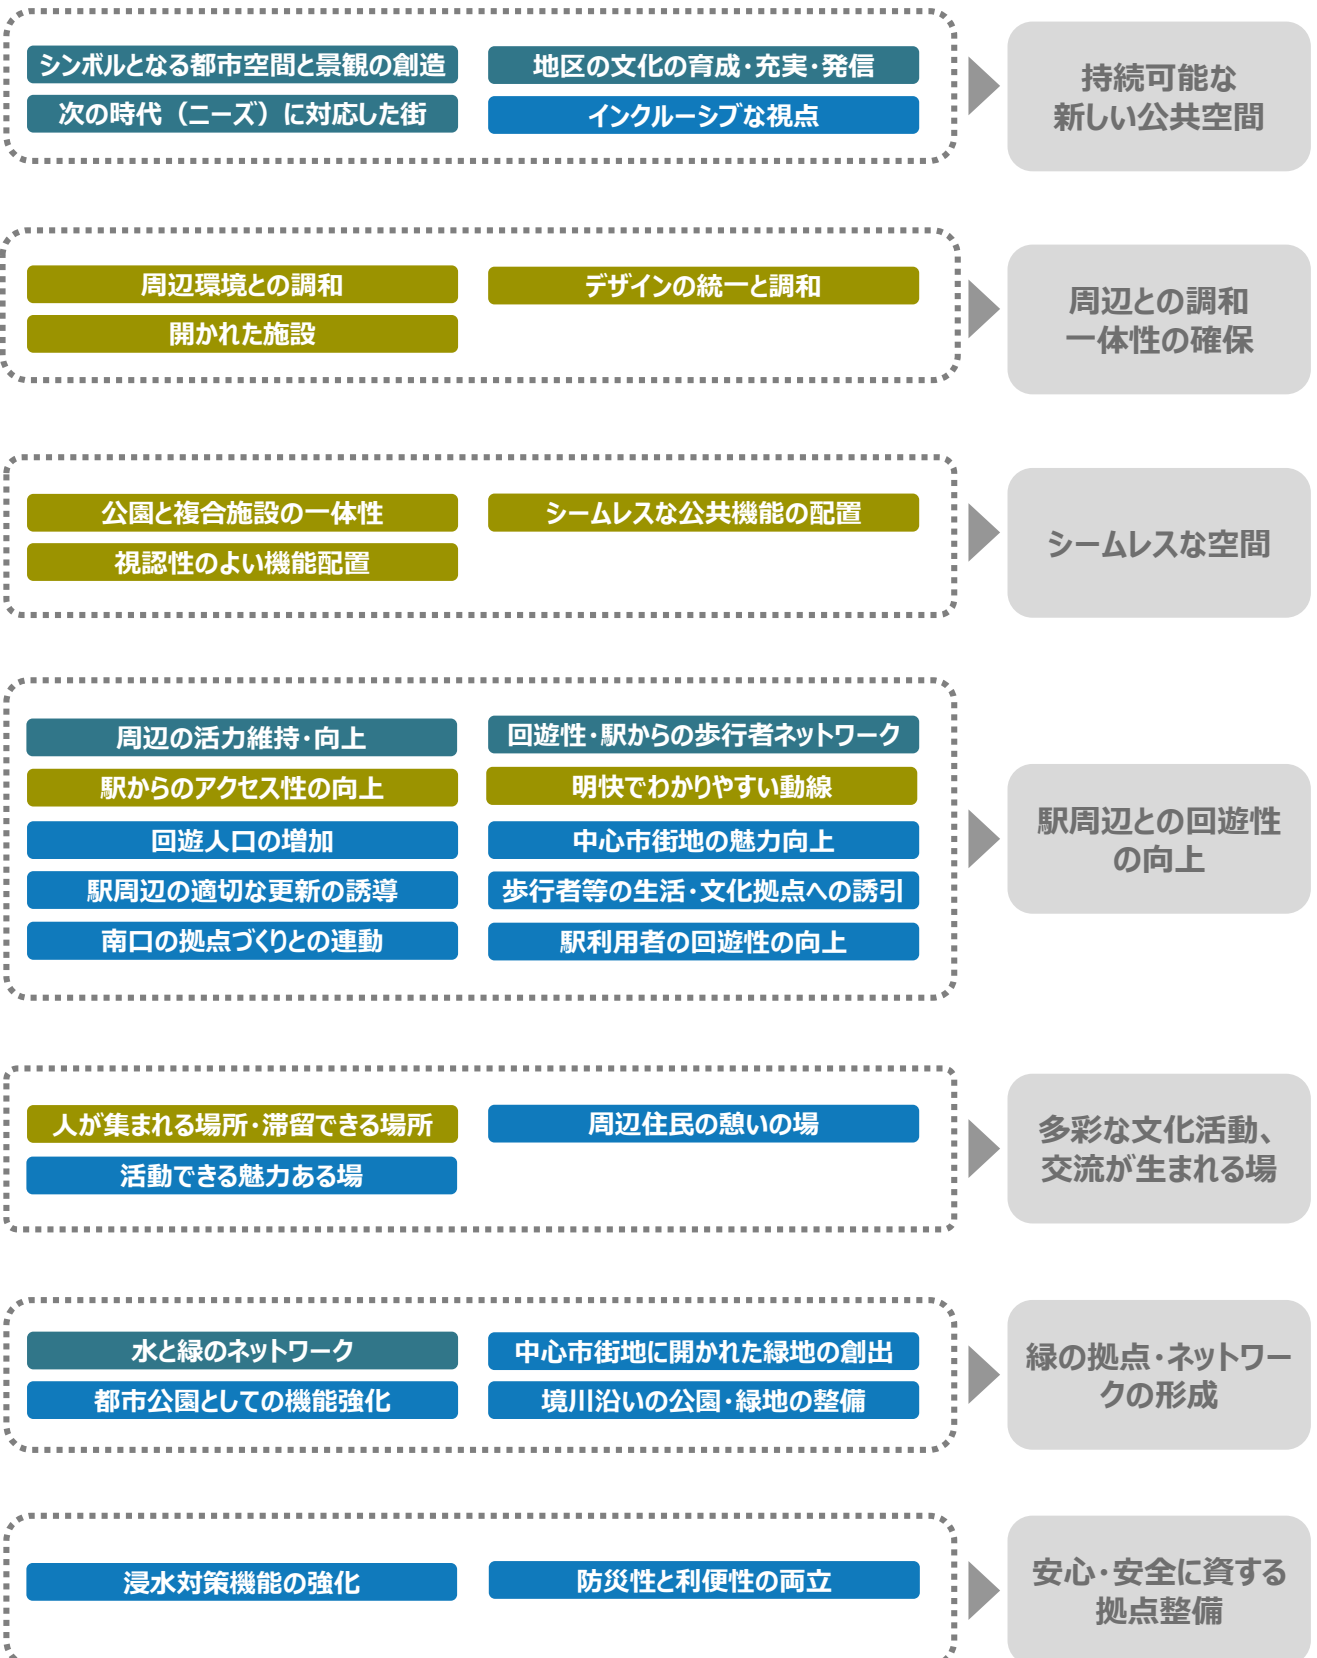 シンボルとなる都市空間と景観の創造
地区の文化の育成・充実・発信
次の時代（ニーズ）に対応した街
インクルーシブな視点
持続可能な
新しい公共空間
周辺環境との調和
デザインの統一と調和
開かれた施設
周辺との調和
一体性の確保
公園と複合施設の一体性
シームレスな公共機能の配置
視認性のよい機能配置
シームレスな空間
周辺の活力維持・向上
回遊性・駅からの歩行者ネットワーク
駅からのアクセス性の向上
明快でわかりやすい動線
回遊人口の増加
中心市街地の魅力向上
駅周辺の適切な更新の誘導
歩行者等の生活・文化拠点への誘引
南口の拠点づくりとの連動
駅利用者の回遊性の向上
駅周辺との回遊性
の向上
人が集まれる場所・滞留できる場所
周辺住民の憩いの場
活動できる魅力ある場
多彩な文化活動、
交流が生まれる場
水と緑のネットワーク
中心市街地に開かれた緑地の創出
都市公園としての機能強化
境川沿いの公園・緑地の整備
緑の拠点・ネットワー
クの形成
浸水対策機能の強化
防災性と利便性の両立
安心・安全に資する
拠点整備